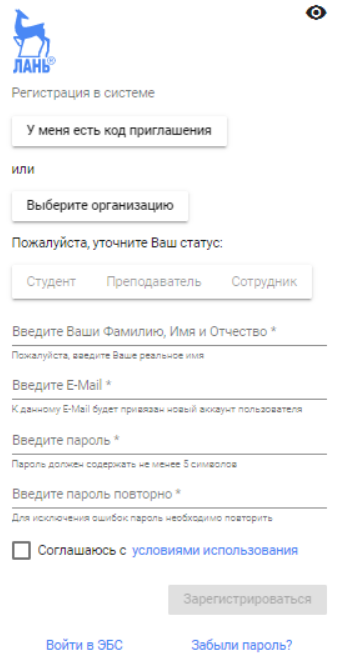 ЛАНЬ®
Регистрация в системе
У меня есть код приглашения
или
Выберите организацию
Пожалуйста, уточните Ваш статус:
Студент Преподаватель Сотрудник
Введите Ваши Фамилию, Имя и Отчество *
Пожалуйста, введите Ваше реальное имя
Введите E-Mail *
К данному E-Mail будет привязан новый аккаунт пользователя
Введите пароль *
Пароль должен содержать не менее 5 символов
Введите пароль повторно *
Для исключения ошибок пароль необходимо повторить
Соглашаюсь с условиями использования
Зарегистрироваться
Войти в ЭБС Забыли пароль?